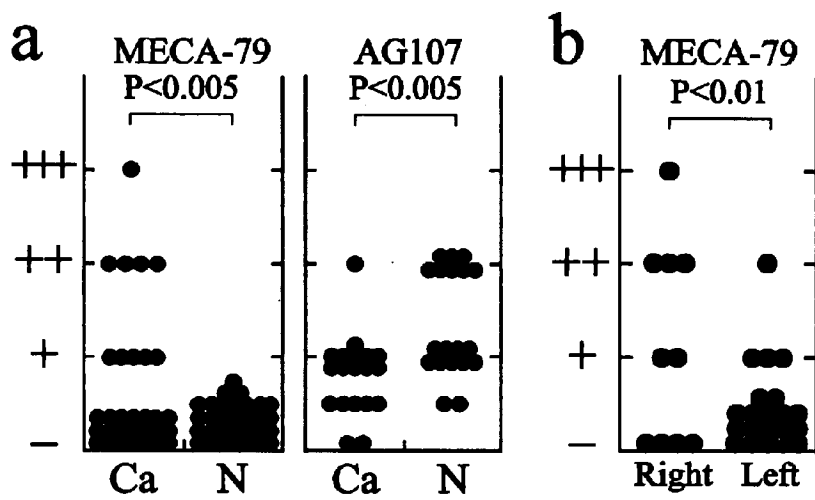 a MECA-79 AG107 b MECA-79
P<0.005 P<0.005 P<0.01
+++ +++
++ ++
+ +
− −
Ca N Ca N Right Left